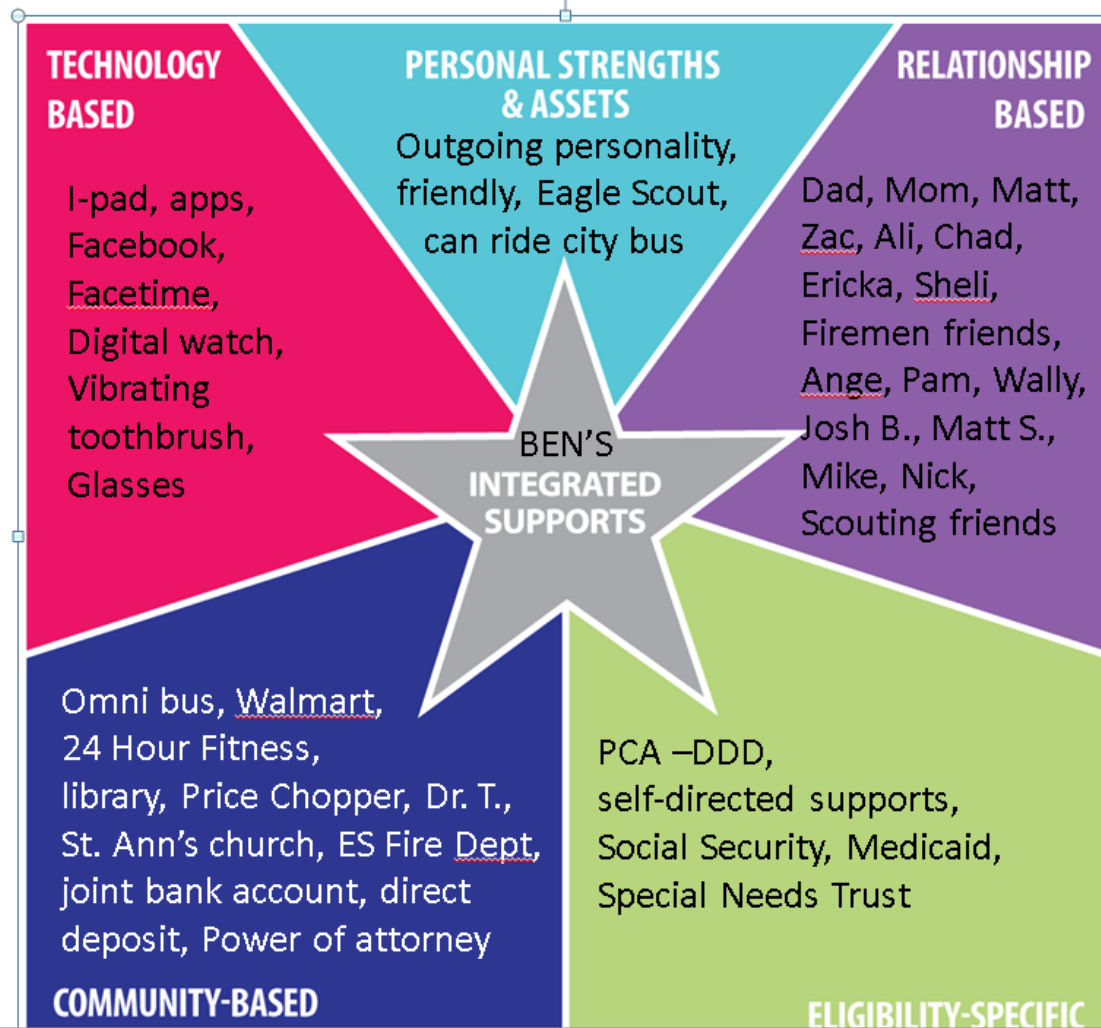 TECHNOLOGY
BASED
I-pad, apps,
Facebook,
Facetime,
Digital watch,
Vibrating
toothbrush,
Glasses
PERSONAL STRENGTHS
& ASSETS
Outgoing personality,
friendly, Eagle Scout,
can ride city bus
RELATIONSHIP
BASED
Dad, Mom, Matt,
Zac, Ali, Chad,
Ericka, Sheli,
Firemen friends,
Ange, Pam, Wally,
Josh B., Matt S.,
Mike, Nick,
Scouting friends
BEN'S
INTEGRATED
SUPPORTS
Omni bus, Walmart,
24 Hour Fitness,
library, Price Chopper, Dr. T.,
St. Ann's church, ES Fire Dept,
joint bank account, direct
deposit, Power of attorney
COMMUNITY-BASED
PCA –DDD,
self-directed supports,
Social Security, Medicaid,
Special Needs Trust
ELIGIBILITY-SPECIFIC